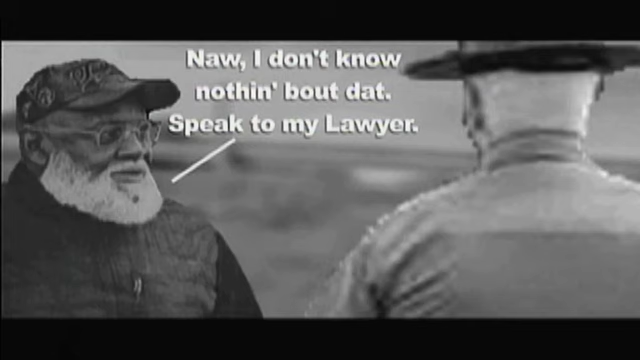 Naw, I don't know
nothin' bout dat.
Speak to my Lawyer.